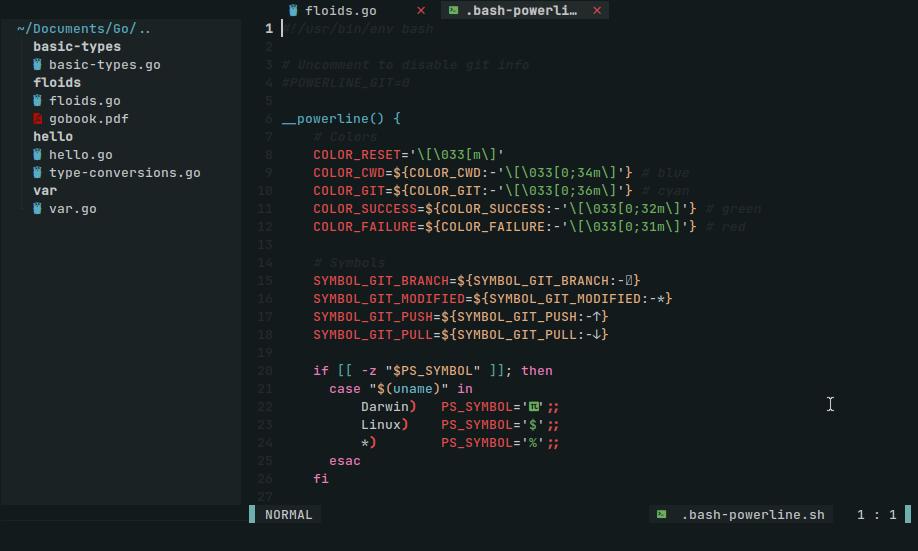 ~/Documents/Go/..
basic-types
basic-types.go
floids
floids.go
gobook.pdf
hello
hello.go
type-conversions.go
var
var.go
floids.go ×
.bash-powerli… ×
1 #!/usr/bin/env bash
2
3 # Uncomment to disable git info
4 #POWERLINE_GIT=0
5
6 __powerline() {
7 # Colors
8 COLOR_RESET='\[\033[m\]'
9 COLOR_CWD=${COLOR_CWD:-'\[\033[0;34m\]'} # blue
10 COLOR_GIT=${COLOR_GIT:-'\[\033[0;36m\]'} # cyan
11 COLOR_SUCCESS=${COLOR_SUCCESS:-'\[\033[0;32m\]'} # green
12 COLOR_FAILURE=${COLOR_FAILURE:-'\[\033[0;31m\]'} # red
13
14 # Symbols
15 SYMBOL_GIT_BRANCH=${SYMBOL_GIT_BRANCH:-}
16 SYMBOL_GIT_MODIFIED=${SYMBOL_GIT_MODIFIED:-*}
17 SYMBOL_GIT_PUSH=${SYMBOL_GIT_PUSH:-↑}
18 SYMBOL_GIT_PULL=${SYMBOL_GIT_PULL:-↓}
19
20 if [[ -z "$PS_SYMBOL" ]]; then
21 case "$(uname)" in
22 Darwin) PS_SYMBOL='';;
23 Linux) PS_SYMBOL='$';;
24 *) PS_SYMBOL='%';;
25 esac
26 fi
27
NORMAL
.bash-powerline.sh 1 : 1